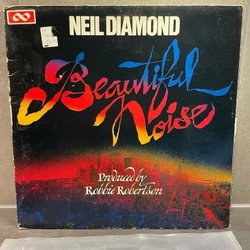 NEIL DIAMOND
Beautiful
Noise
Produced by
Robbie Robertson